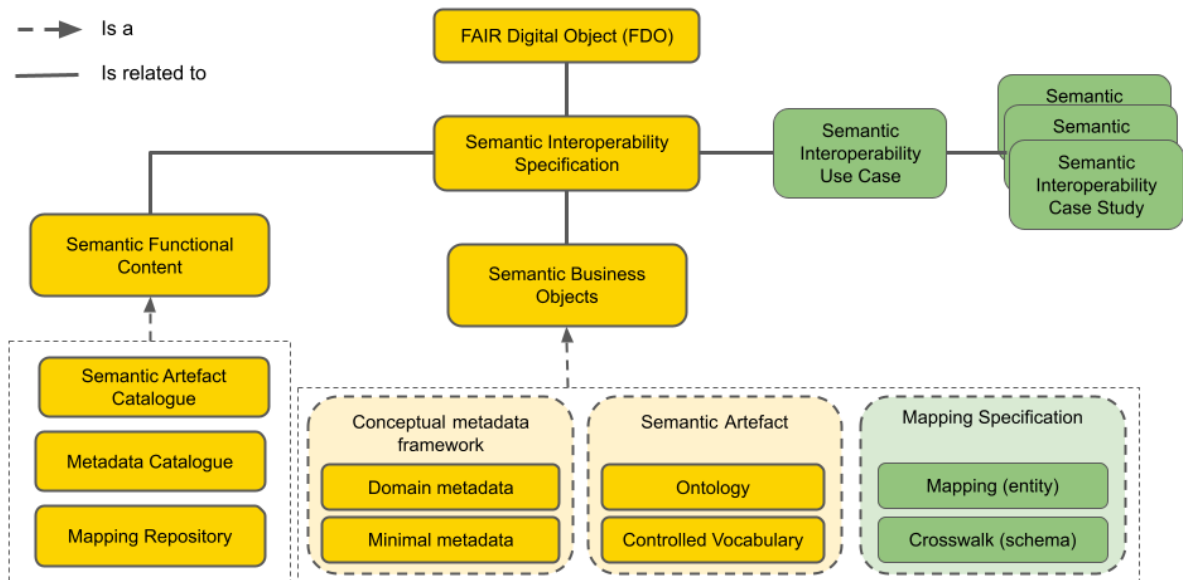 Is a
Is related to
FAIR Digital Object (FDO)
Semantic Interoperability
Specification
Semantic
Interoperability
Use Case
Semantic
Semantic
Semantic
Interoperability
Case Study
Semantic Functional
Content
Semantic Business
Objects
Semantic Artefact
Catalogue
Metadata Catalogue
Mapping Repository
Conceptual metadata
framework
Domain metadata
Minimal metadata
Semantic Artefact
Ontology
Controlled Vocabulary
Mapping Specification
Mapping (entity)
Crosswalk (schema)